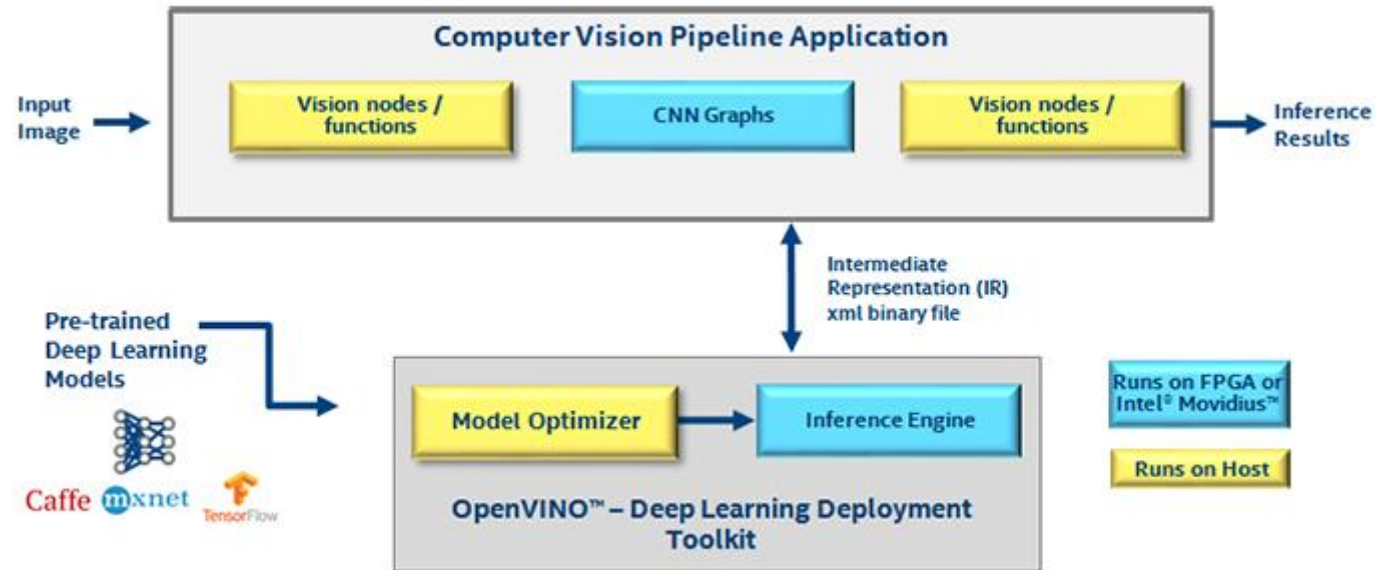 Computer Vision Pipeline Application
Input
Image
Vision nodes /
functions
CNN Graphs
Vision nodes /
functions
Inference
Results
Intermediate
Representation (IR)
xml binary file
Pre-trained
Deep Learning
Models
Caffe
mxnet
TensorFlow
Model Optimizer
Inference Engine
OpenVINO™ – Deep Learning Deployment
Toolkit
Runs on FPGA or
Intel® Movidius™
Runs on Host